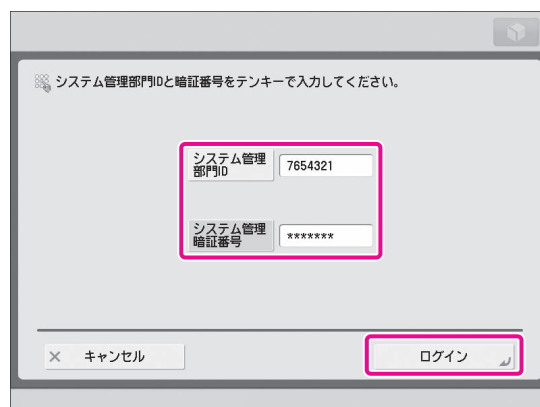 システム管理部門IDと暗証番号をテンキーで入力してください。
システム管理
部門ID
7654321
システム管理
暗証番号
*******
× キャンセル
ログイン